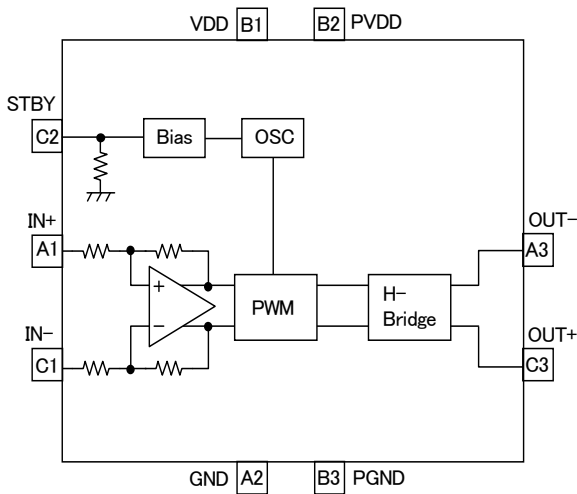 VDD B1 B2 PVDD
STBY
C2 Bias OSC
IN+ OUT-
A1 A3
+ PWM H-
Bridge
-
IN- OUT+
C1 C3
GND A2 B3 PGND